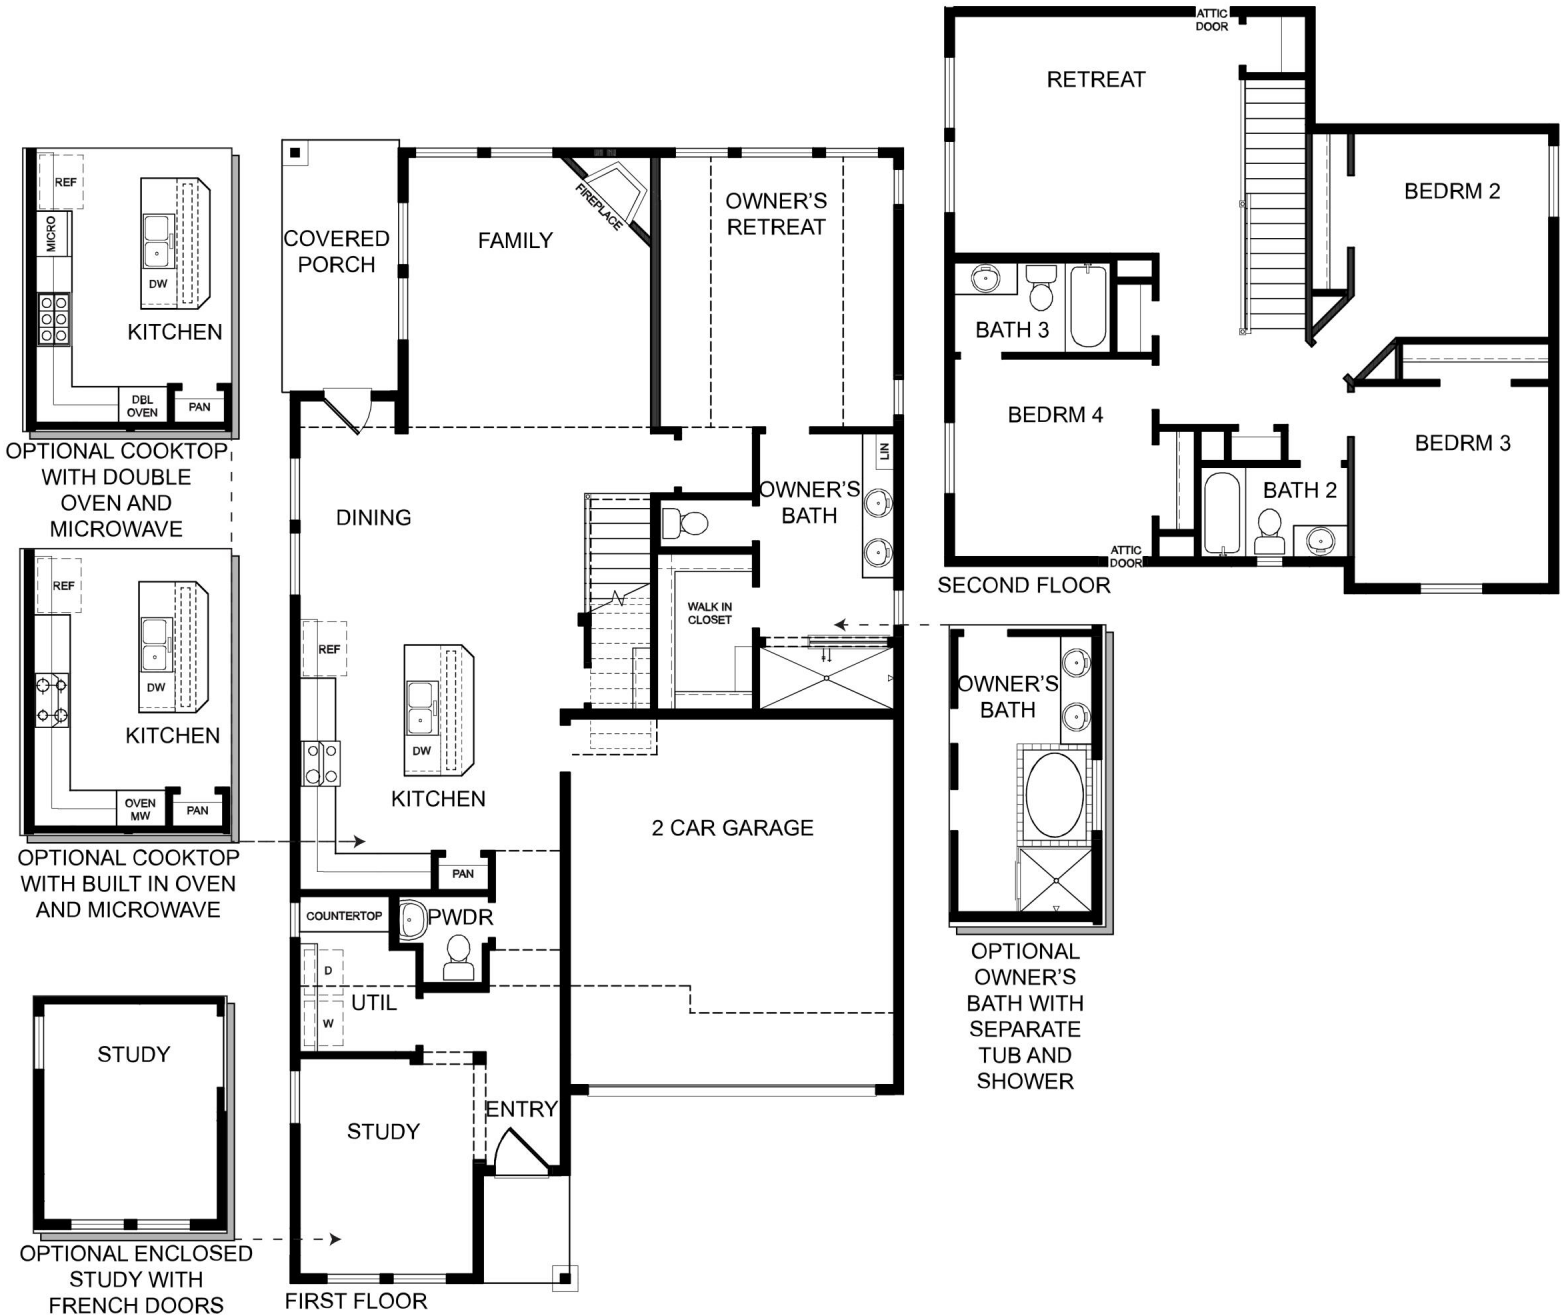 REF
MICRO
DW
KITCHEN
DBL
OVEN
PAN
OPTIONAL COOKTOP
WITH DOUBLE
OVEN AND
MICROWAVE
REF
DW
KITCHEN
OVEN
MW
PAN
OPTIONAL COOKTOP
WITH BUILT IN OVEN
AND MICROWAVE
STUDY
OPTIONAL ENCLOSED
STUDY WITH
FRENCH DOORS
COVERED
PORCH
FAMILY
FIREPLACE
OWNER'S
RETREAT
DINING
LIN
OWNER'S
BATH
WALK IN
CLOSET
REF
DW
KITCHEN
2 CAR GARAGE
PAN
COUNTERTOP
PWDR
D
UTIL
W
ENTRY
STUDY
FIRST FLOOR
ATTIC
DOOR
RETREAT
BEDRM 2
BATH 3
BEDRM 4
BEDRM 3
BATH 2
ATTIC
DOOR
SECOND FLOOR
OWNER'S
BATH
OPTIONAL
OWNER'S
BATH WITH
SEPARATE
TUB AND
SHOWER